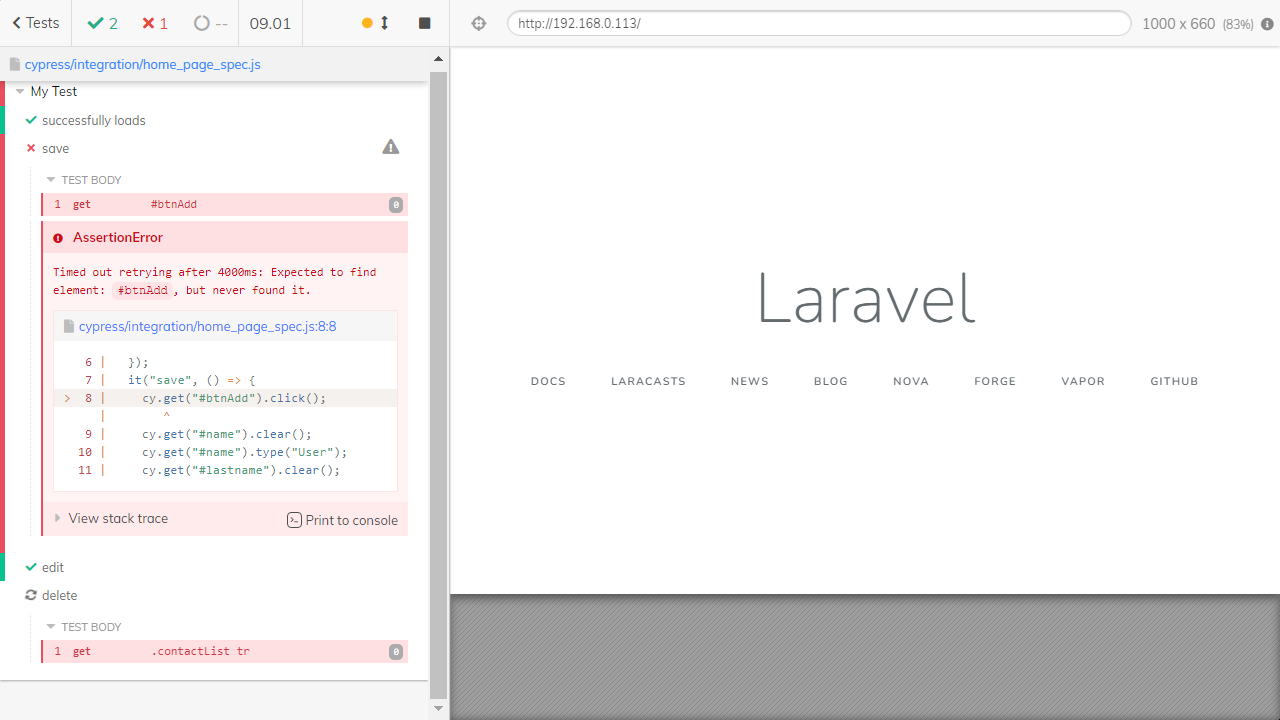 Tests 2 1 -- 09.01
http://192.168.0.113/ 1000 x 660 (83%)
cypress/integration/home_page_spec.js
My Test
successfully loads
save
TEST BODY
1 get #btnAdd 0
AssertionError
Timed out retrying after 4000ms: Expected to find
element: #btnAdd, but never found it.
cypress/integration/home_page_spec.js:8:8
6 | });
7 | it("save", () => {
> 8 | cy.get("#btnAdd").click();
| ^
9 | cy.get("#name").clear();
10 | cy.get("#name").type("User");
11 | cy.get("#lastname").clear();
View stack trace Print to console
edit
delete
TEST BODY
1 get .contactList tr 0
Laravel
DOCS LARACASTS NEWS BLOG NOVA FORGE VAPOR GITHUB